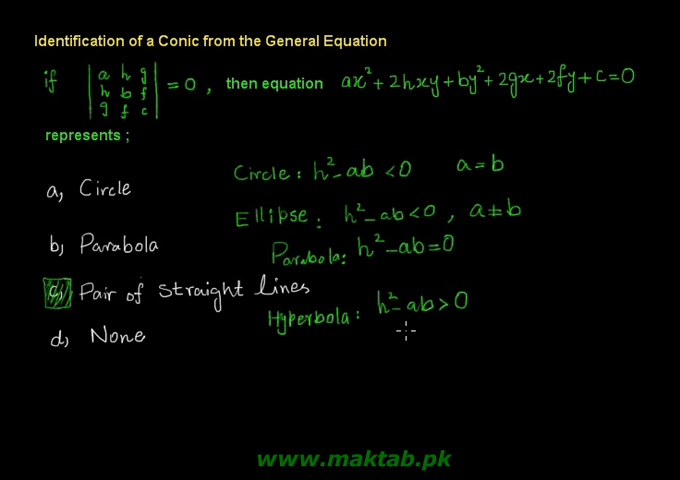 Identification of a Conic from the General Equation
if | a h g | = 0 , then equation ax² + 2hxy + by² + 2gx + 2fy + c = 0
| h b f |
| g f c |
represents ;
Circle : h² - ab < 0 a = b
a, Circle
Ellipse : h² - ab < 0 , a ≠ b
b) Parabola
Parabola: h² - ab = 0
c) Pair of straight lines
Hyperbola : h² - ab > 0
d, None
www.maktab.pk